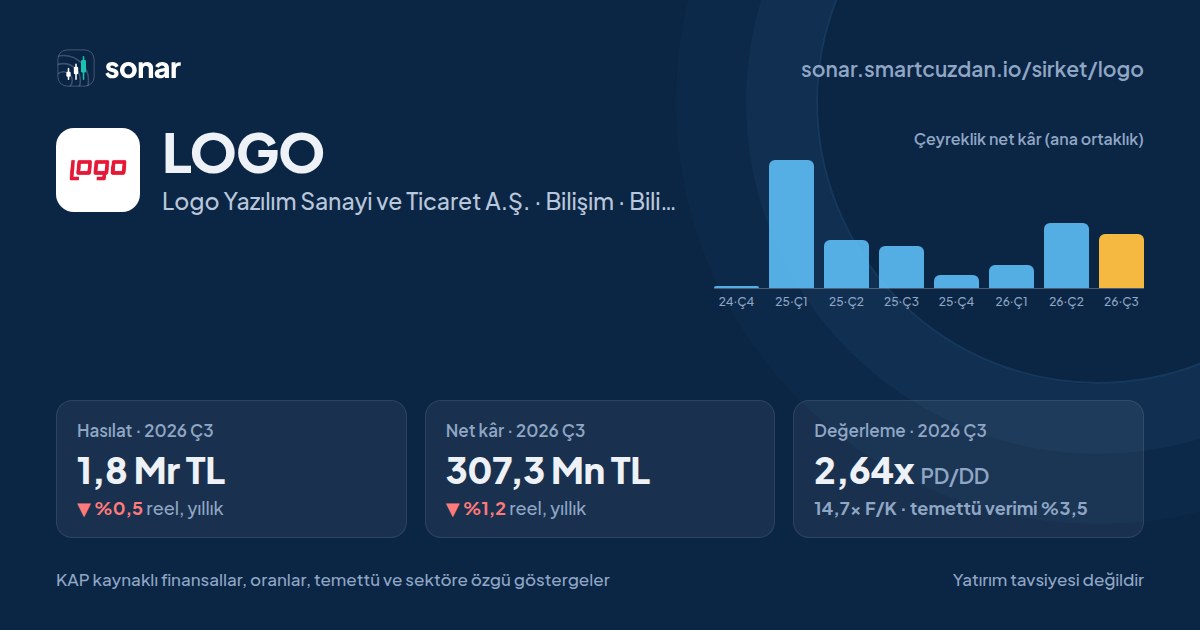 sonar
sonar.smartcuzdan.io/sirket/logo
Logo
LOGO
Logo Yazılım Sanayi ve Ticaret A.Ş. · Bilişim · Bili...
Çeyreklik net kâr (ana ortaklık)
24·Ç4 25·Ç1 25·Ç2 25·Ç3 25·Ç4 26·Ç1 26·Ç2 26·Ç3
Hasılat · 2026 Ç3
1,8 Mr TL
▼ %0,5 reel, yıllık
Net kâr · 2026 Ç3
307,3 Mn TL
▼ %1,2 reel, yıllık
Değerleme · 2026 Ç3
2,64x PD/DD
14,7× F/K · temettü verimi %3,5
KAP kaynaklı finansallar, oranlar, temettü ve sektöre özgü göstergeler
Yatırım tavsiyesi değildir